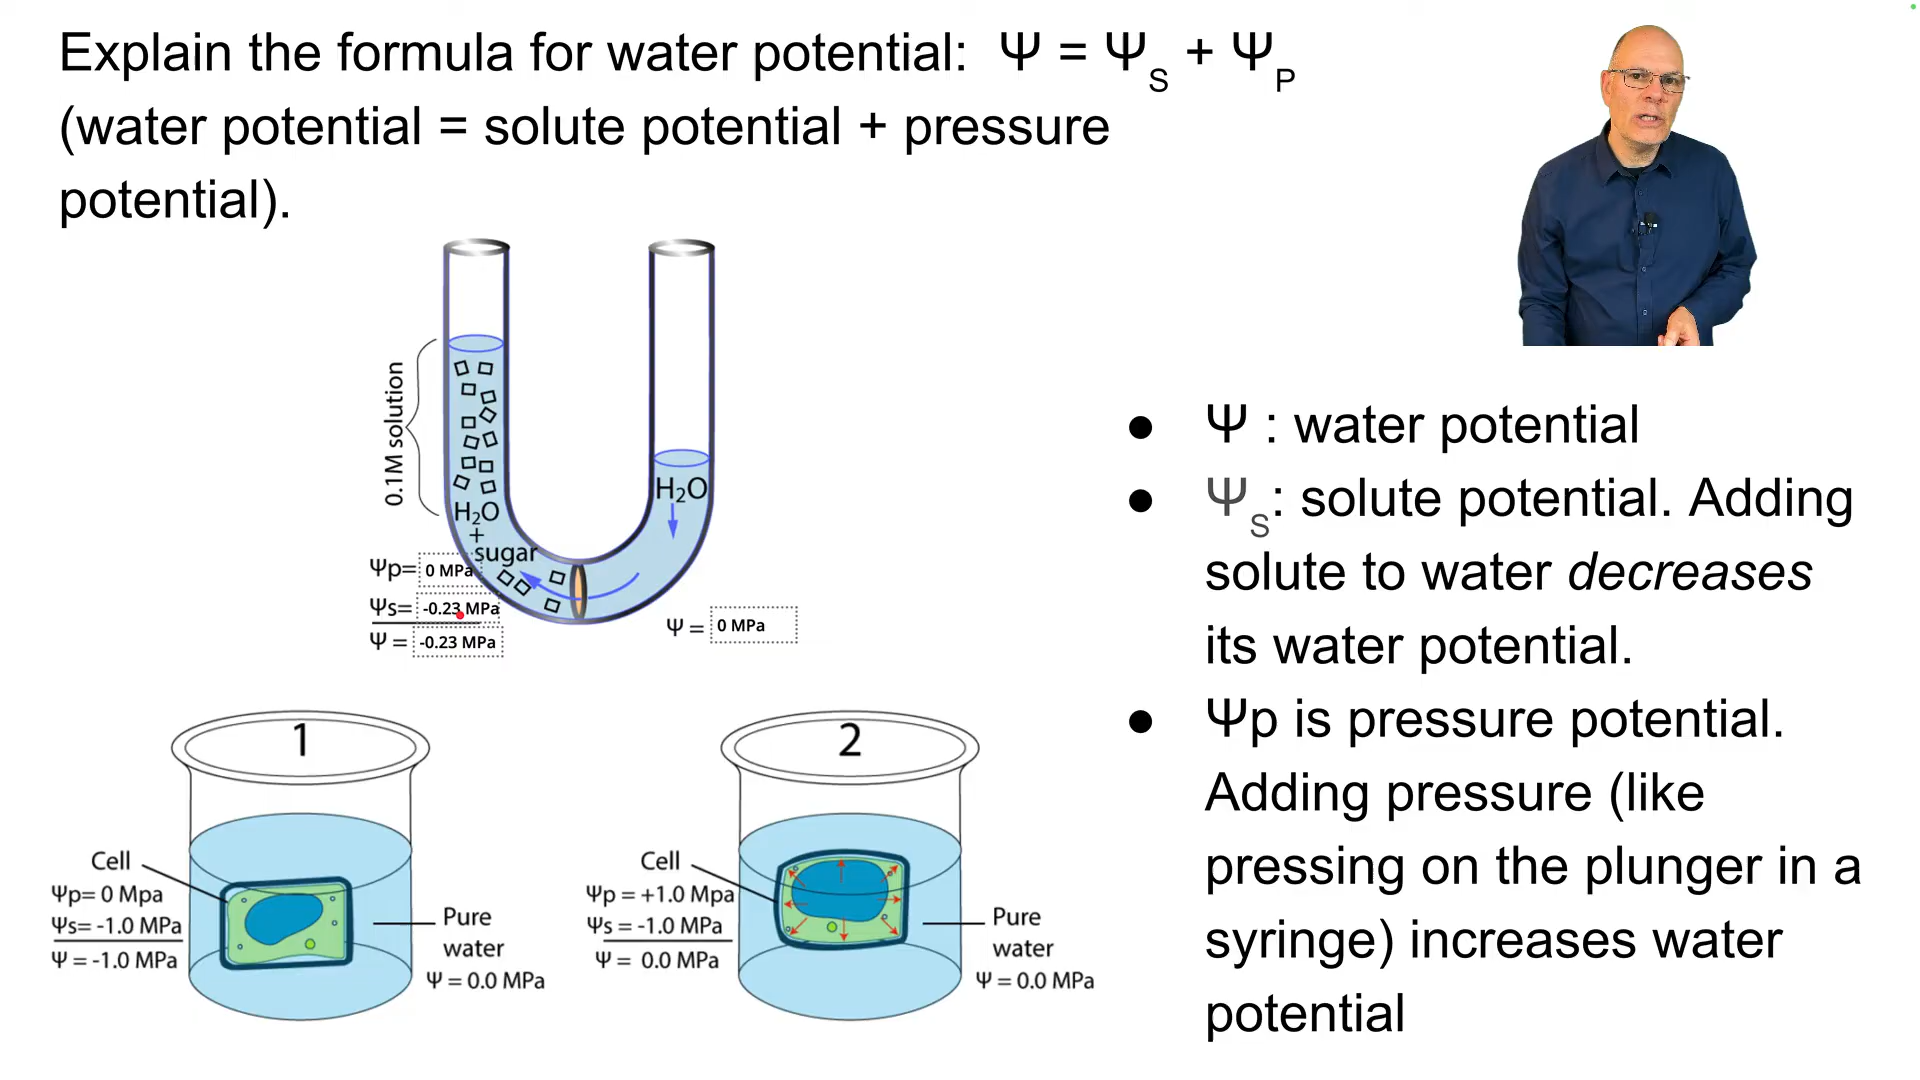 Explain the formula for water potential: Ψ = ΨS + ΨP
(water potential = solute potential + pressure
potential).
0.1M solution
H2O
+
sugar
H2O
Ψp= 0 MPa
Ψs= -0.23 MPa
Ψ = -0.23 MPa
Ψ = 0 MPa
1
Cell
Ψp= 0 Mpa
Ψs= -1.0 MPa
Ψ = -1.0 MPa
Pure
water
Ψ = 0.0 MPa
2
Cell
Ψp = +1.0 Mpa
Ψs = -1.0 MPa
Ψ = 0.0 MPa
Pure
water
Ψ = 0.0 MPa
● Ψ : water potential
● ΨS: solute potential. Adding
solute to water decreases
its water potential.
● Ψp is pressure potential.
Adding pressure (like
pressing on the plunger in a
syringe) increases water
potential